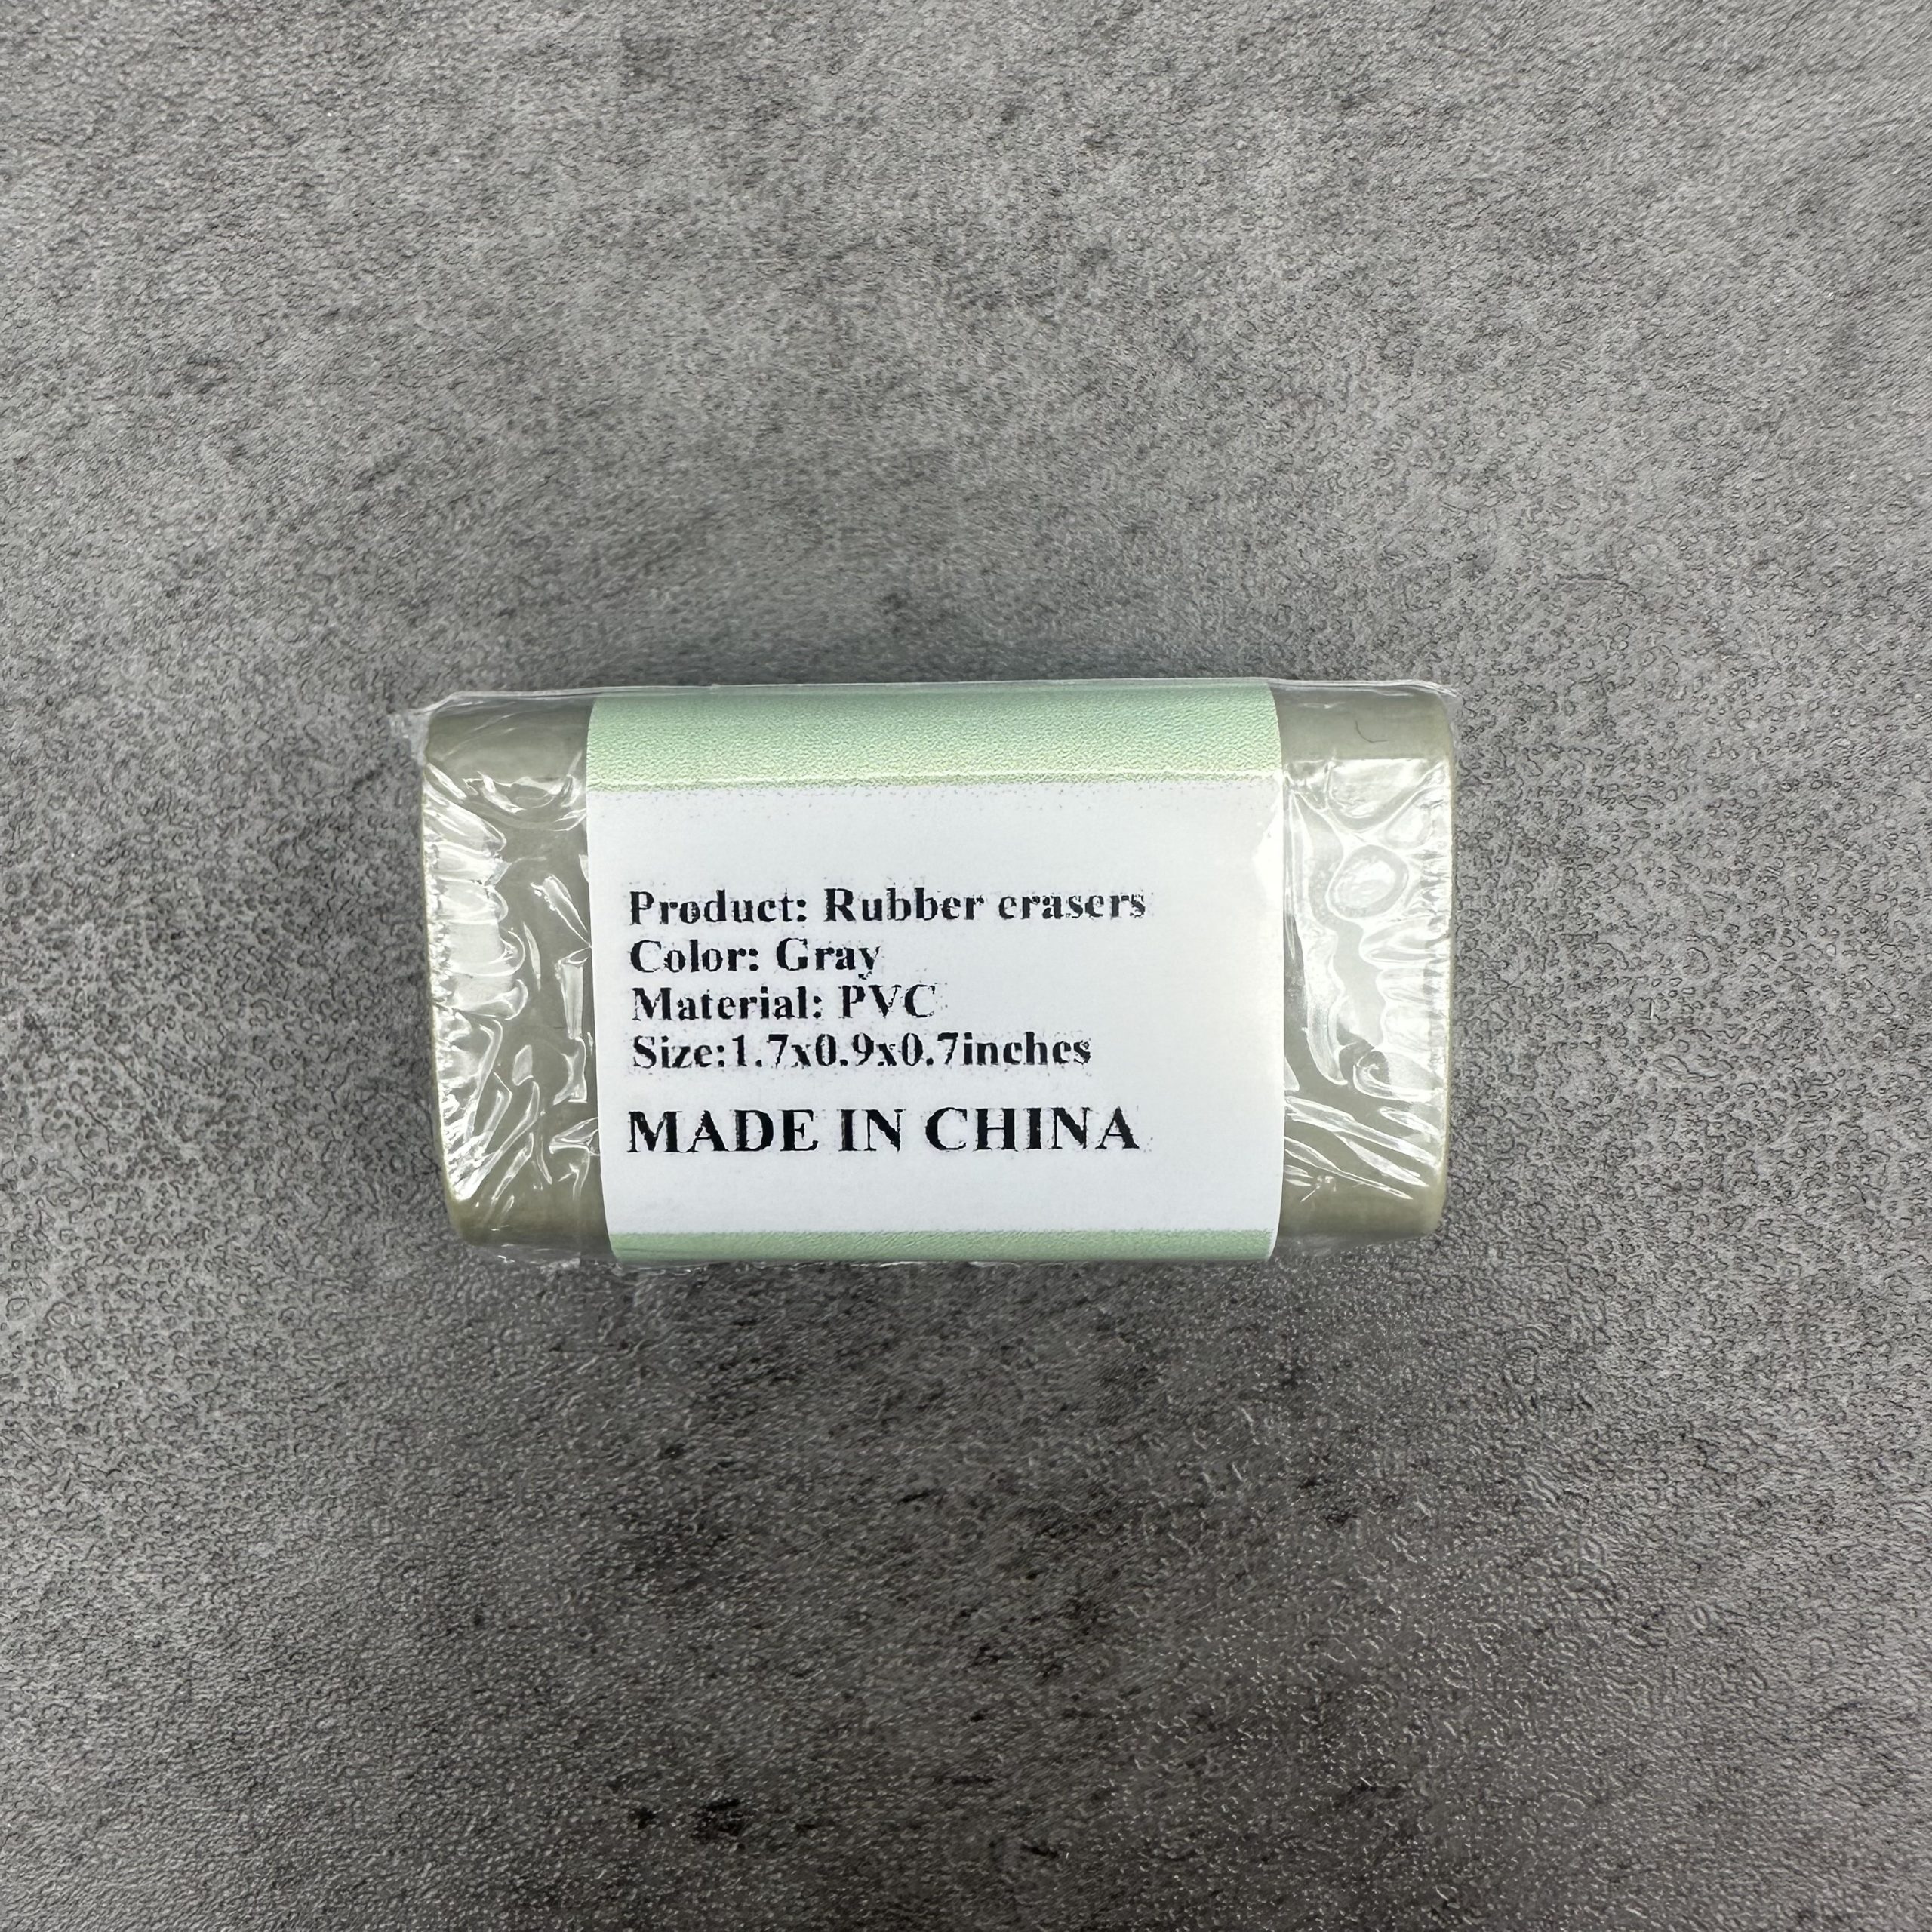 Product: Rubber erasers
Color: Gray
Material: PVC
Size:1.7x0.9x0.7inches
MADE IN CHINA